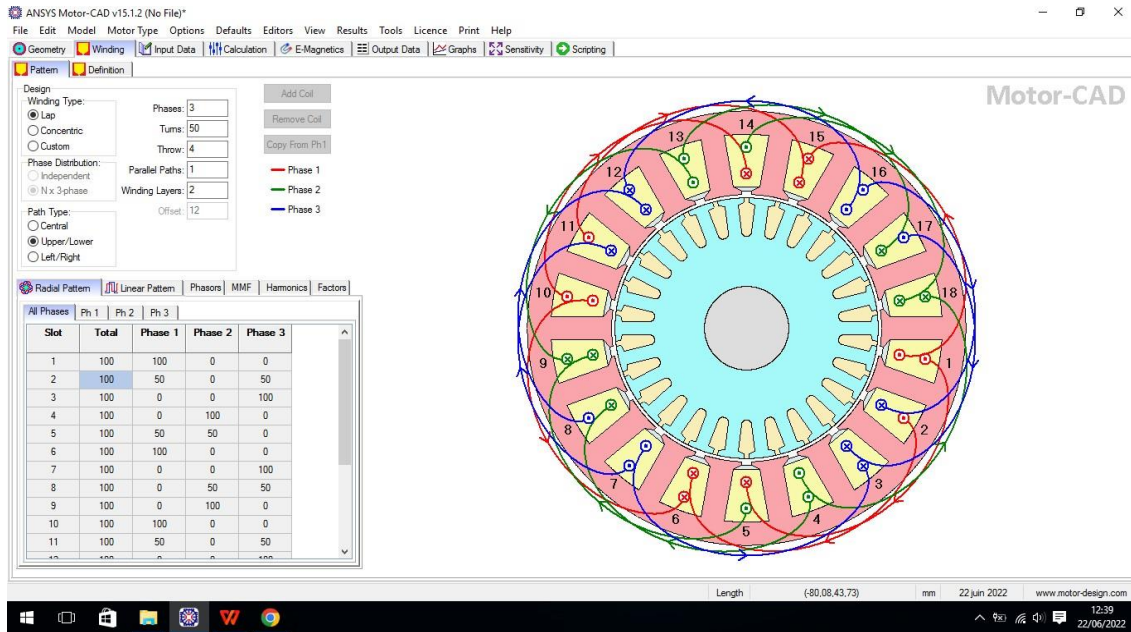 ANSYS Motor-CAD v15.1.2 (No File)*
File Edit Model Motor Type Options Defaults Editors View Results Tools Licence Print Help
Geometry Winding Input Data Calculation E-Magnetics Output Data Graphs Sensitivity Scripting
Pattern Definition
Design
Winding Type:
Lap
Concentric
Custom
Phase Distribution:
Independent
N x 3-phase
Path Type:
Central
Upper/Lower
Left/Right
Phases: 3
Turns: 50
Throw: 4
Parallel Paths: 1
Winding Layers: 2
Offset: 12
Add Coil
Remove Coil
Copy From Ph1
Phase 1
Phase 2
Phase 3
Motor-CAD
14
13
15
12
16
11
17
10
18
9
1
8
2
7
3
6
5
4
Radial Pattern Linear Pattern Phasors MMF Harmonics Factors
All Phases Ph 1 Ph 2 Ph 3
Slot Total Phase 1 Phase 2 Phase 3
1 100 100 0 0
2 100 50 0 50
3 100 0 0 100
4 100 0 100 0
5 100 50 50 0
6 100 100 0 0
7 100 0 0 100
8 100 0 50 50
9 100 0 100 0
10 100 100 0 0
11 100 50 0 50
12 100 0 0 100
Length (-80,08,43,73) mm 22 juin 2022 www.motor-design.com
12:39
22/06/2022